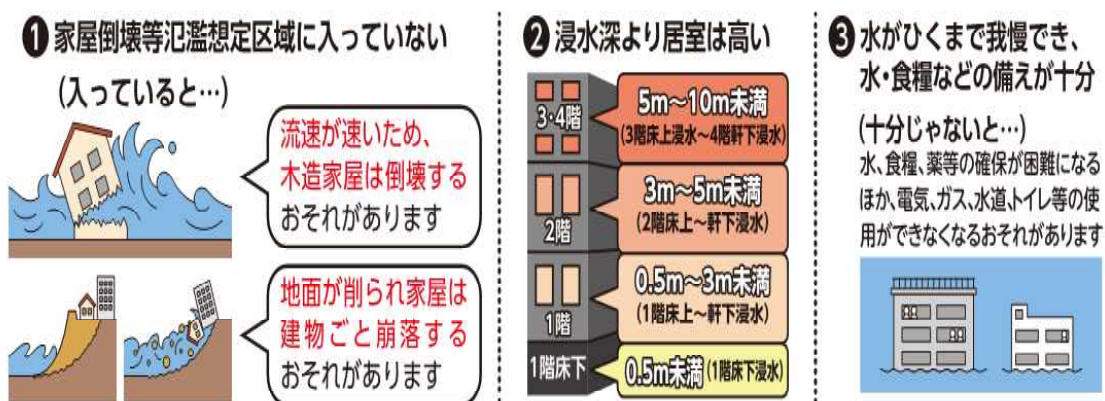 ❶ 家屋倒壊等氾濫想定区域に入っていない
(入っていると…)
流速が速いため、
木造家屋は倒壊する
おそれがあります
地面が削られ家屋は
建物ごと崩落する
おそれがあります
❷ 浸水深より居室は高い
3・4階
5m~10m未満
(3階床上浸水~4階軒下浸水)
2階
3m~5m未満
(2階床上~軒下浸水)
1階
0.5m~3m未満
(1階床上~軒下浸水)
1階床下
0.5m未満(1階床下浸水)
❸ 水がひくまで我慢でき、
水・食糧などの備えが十分
(十分じゃないと…)
水、食糧、薬等の確保が困難になる
ほか、電気、ガス、水道、トイレ等の使
用ができなくなるおそれがあります